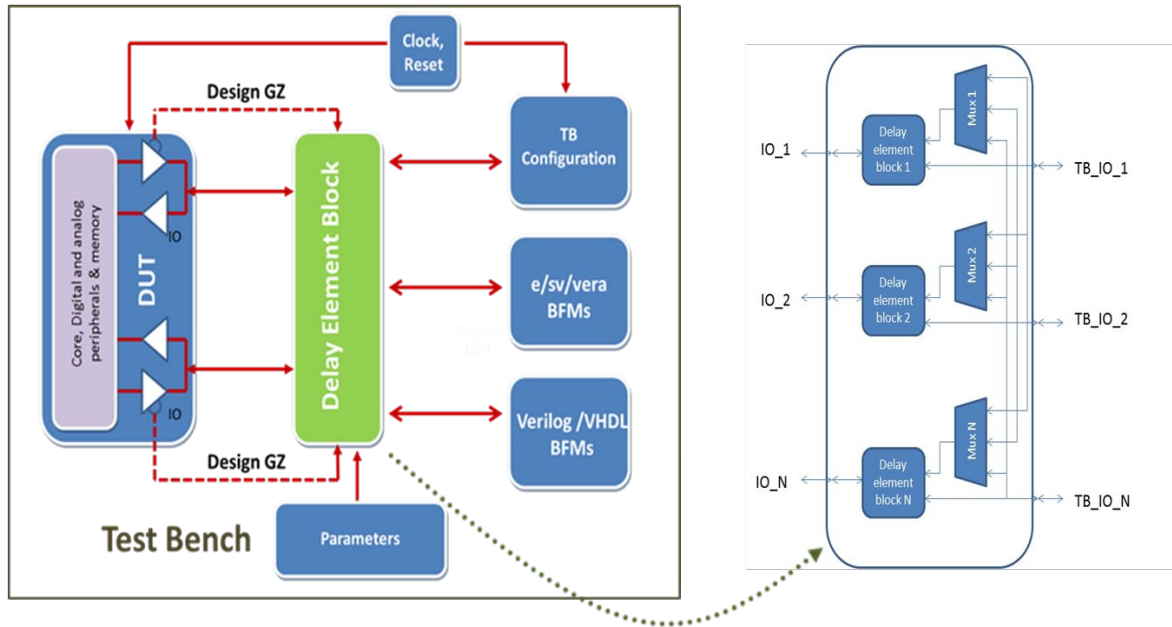 Clock,
Reset
Design GZ
TB
Configuration
Core, Digital and analog
peripherals & memory
DUT
IO
IO
Delay Element Block
e/sv/vera
BFMs
Verilog /VHDL
BFMs
Design GZ
Test Bench
Parameters
Mux 1
Delay
element
block 1
IO_1
TB_IO_1
Mux 2
Delay
element
block 2
IO_2
TB_IO_2
Mux N
Delay
element
block N
IO_N
TB_IO_N